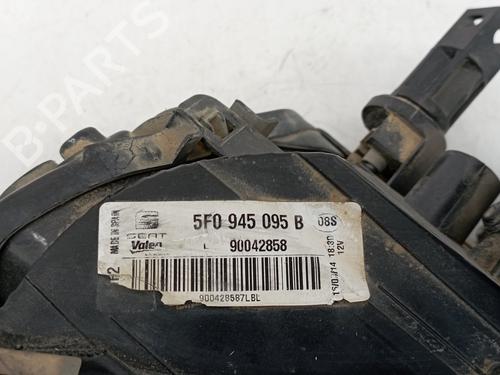 B-PARTS
MADE IN SPAIN
SEAT
5F0 945 095 B
08S
Valeo
L 90042858
12V
900428587LBL